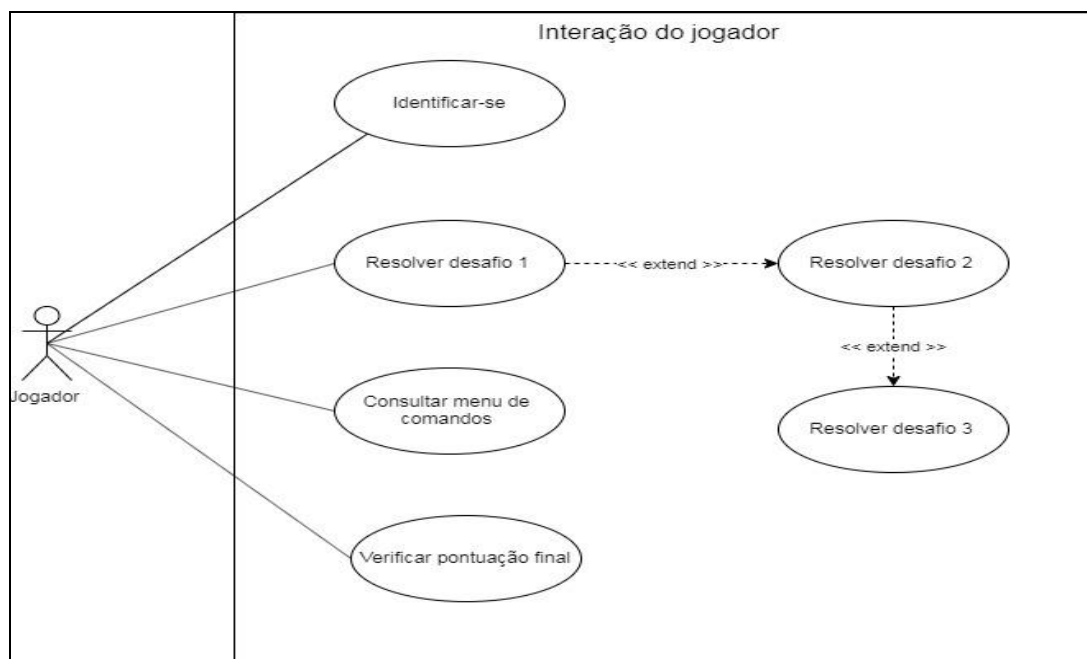 Interação do jogador
Identificar-se
Resolver desafio 1
<< extend >>
Resolver desafio 2
<< extend >>
Jogador
Consultar menu de
comandos
Resolver desafio 3
Verificar pontuação final